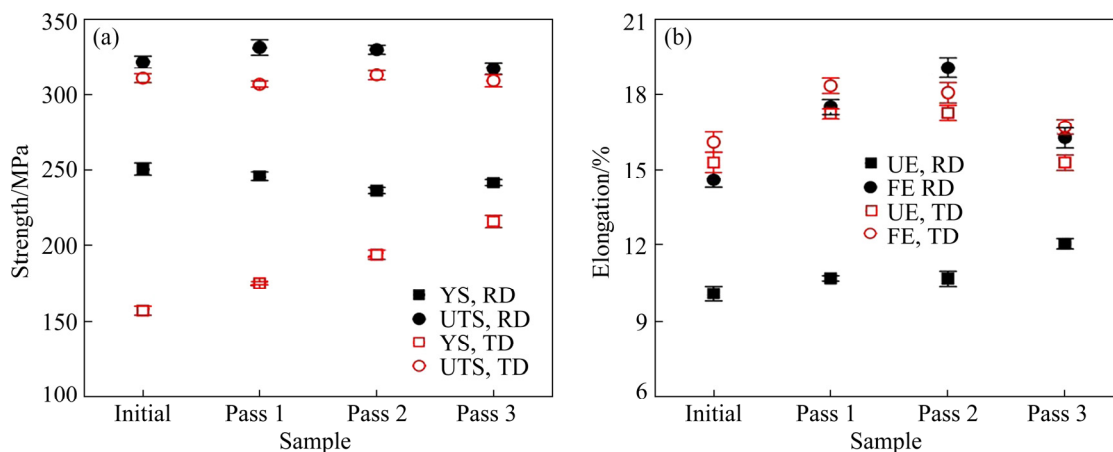 (a)
Strength/MPa
350
300
250
200
150
100
YS, RD
UTS, RD
YS, TD
UTS, TD
Initial Pass 1 Pass 2 Pass 3
Sample
(b)
Elongation/%
21
18
15
12
9
6
UE, RD
FE RD
UE, TD
FE, TD
Initial Pass 1 Pass 2 Pass 3
Sample